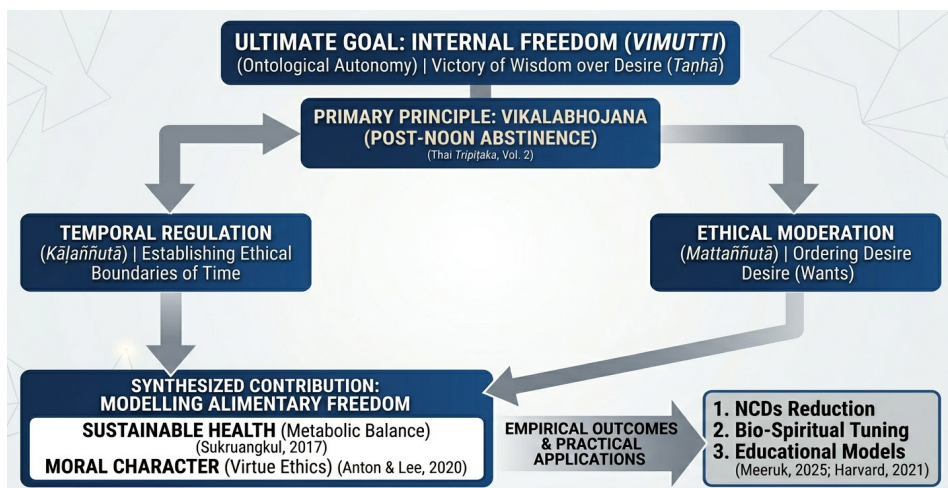 ULTIMATE GOAL: INTERNAL FREEDOM (VIMUTTI)
(Ontological Autonomy) | Victory of Wisdom over Desire (Taṇhā)
PRIMARY PRINCIPLE: VIKALABHOJANA
(POST-NOON ABSTINENCE)
(Thai Tripiṭaka, Vol. 2)
TEMPORAL REGULATION
(Kāḷaññutā) | Establishing Ethical
Boundaries of Time
ETHICAL MODERATION
(Mattaññutā) | Ordering Desire
Desire (Wants)
SYNTHESIZED CONTRIBUTION:
MODELLING ALIMENTARY FREEDOM
SUSTAINABLE HEALTH (Metabolic Balance)
(Sukruangkul, 2017)
MORAL CHARACTER (Virtue Ethics) (Anton & Lee, 2020)
EMPIRICAL OUTCOMES
& PRACTICAL
APPLICATIONS
1. NCDs Reduction
2. Bio-Spiritual Tuning
3. Educational Models
(Meeruk, 2025; Harvard, 2021)